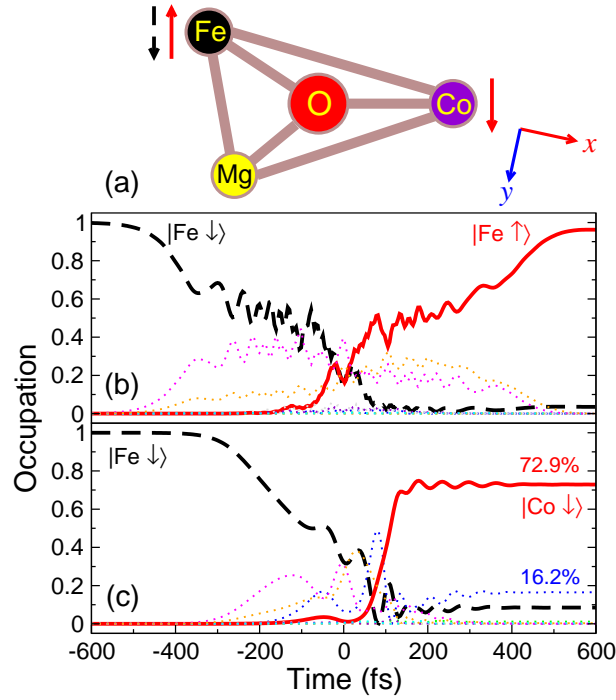 Fe
O
Co
Mg
x
y
(a)
1
0.8
0.6
0.4
0.2
0
|Fe ↓⟩
|Fe ↑⟩
(b)
Occupation
1
0.8
0.6
0.4
0.2
0
|Fe ↓⟩
72.9%
|Co ↓⟩
16.2%
(c)
-600 -400 -200 0 200 400 600
Time (fs)